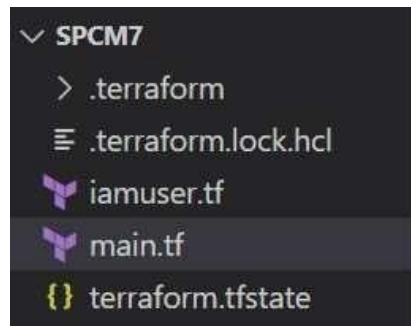 SPCM7
.terraform
.terraform.lock.hcl
iamuser.tf
main.tf
{} terraform.tfstate